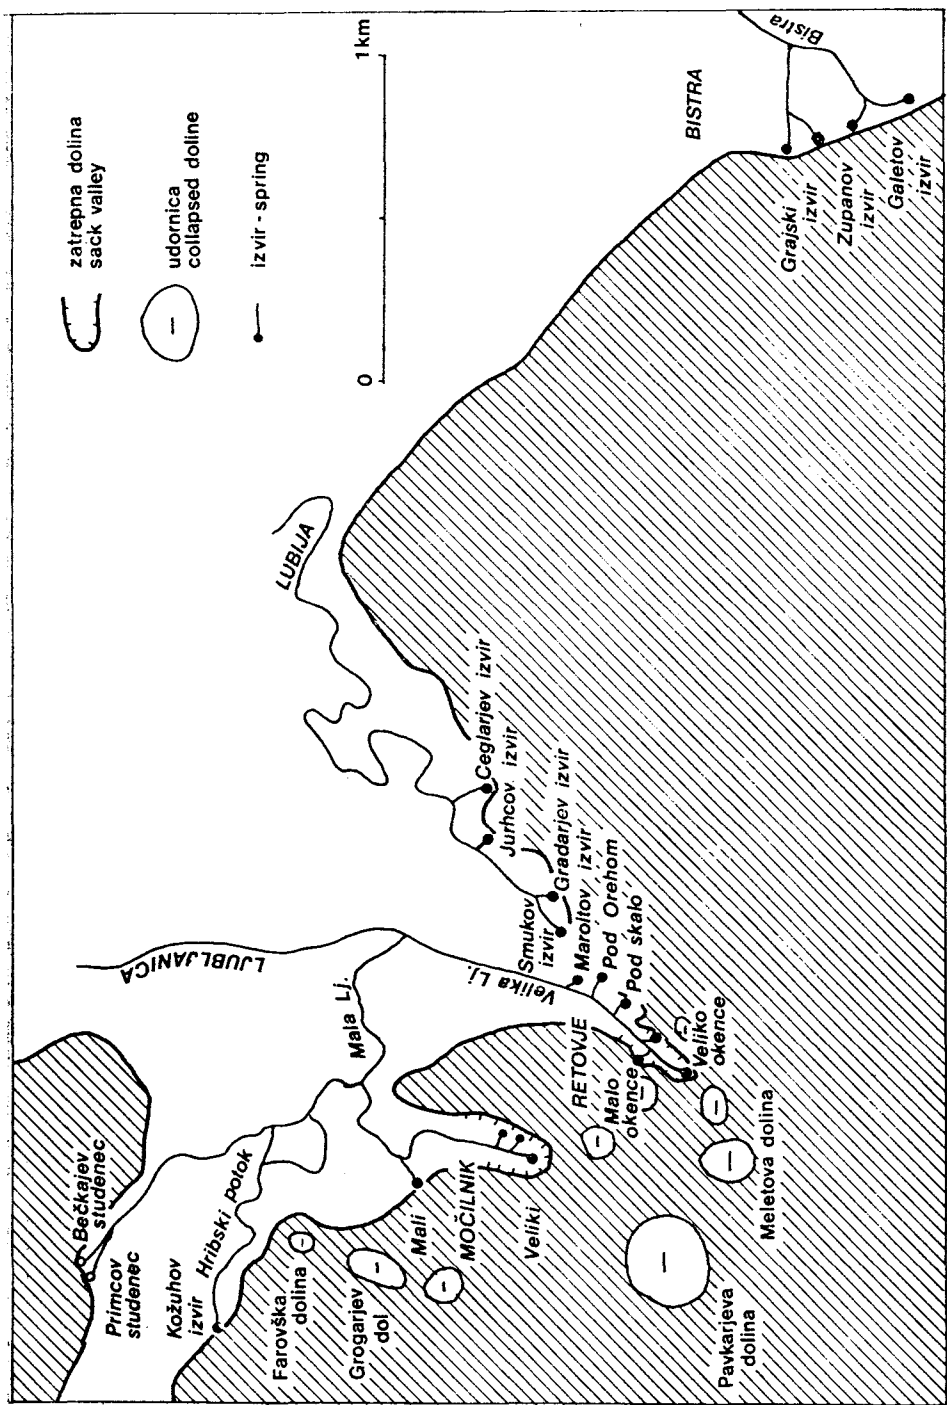 zatrepna dolina
sack valley
udornica
collapsed doline
izvir - spring
0
1km
Bistra
BISTRA
Grajski
izvir
Zupanov
izvir
Galetov
izvir
LUBIJA
Ceglarjev izvir
Jurhcov izvir
Gradarjev izvir
Smukov
izvir
Maroltov izvir
Pod Orehom
Pod skalo
LJUBLJANICA
Velika Lj.
Mala Lj.
RETOVJE
Malo
okence
Veliko
okence
Meletova dolina
Pavkarjeva
dolina
Bečkajev
studenec
Primcov
studenec
Hribski potok
Kožuhov
izvir
Farovška
dolina
Grogarjev
dol
Mali
MOČILNIK
Veliki